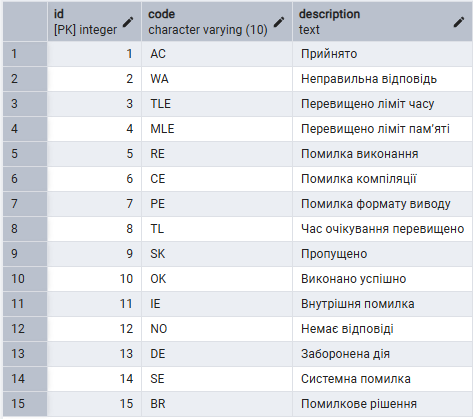 id code description
[PK] integer character varying (10) text
1 1 AC Прийнято
2 2 WA Неправильна відповідь
3 3 TLE Перевищено ліміт часу
4 4 MLE Перевищено ліміт пам'яті
5 5 RE Помилка виконання
6 6 CE Помилка компіляції
7 7 PE Помилка формату виводу
8 8 TL Час очікування перевищено
9 9 SK Пропущено
10 10 OK Виконано успішно
11 11 IE Внутрішня помилка
12 12 NO Немає відповіді
13 13 DE Заборонена дія
14 14 SE Системна помилка
15 15 BR Помилкове рішення